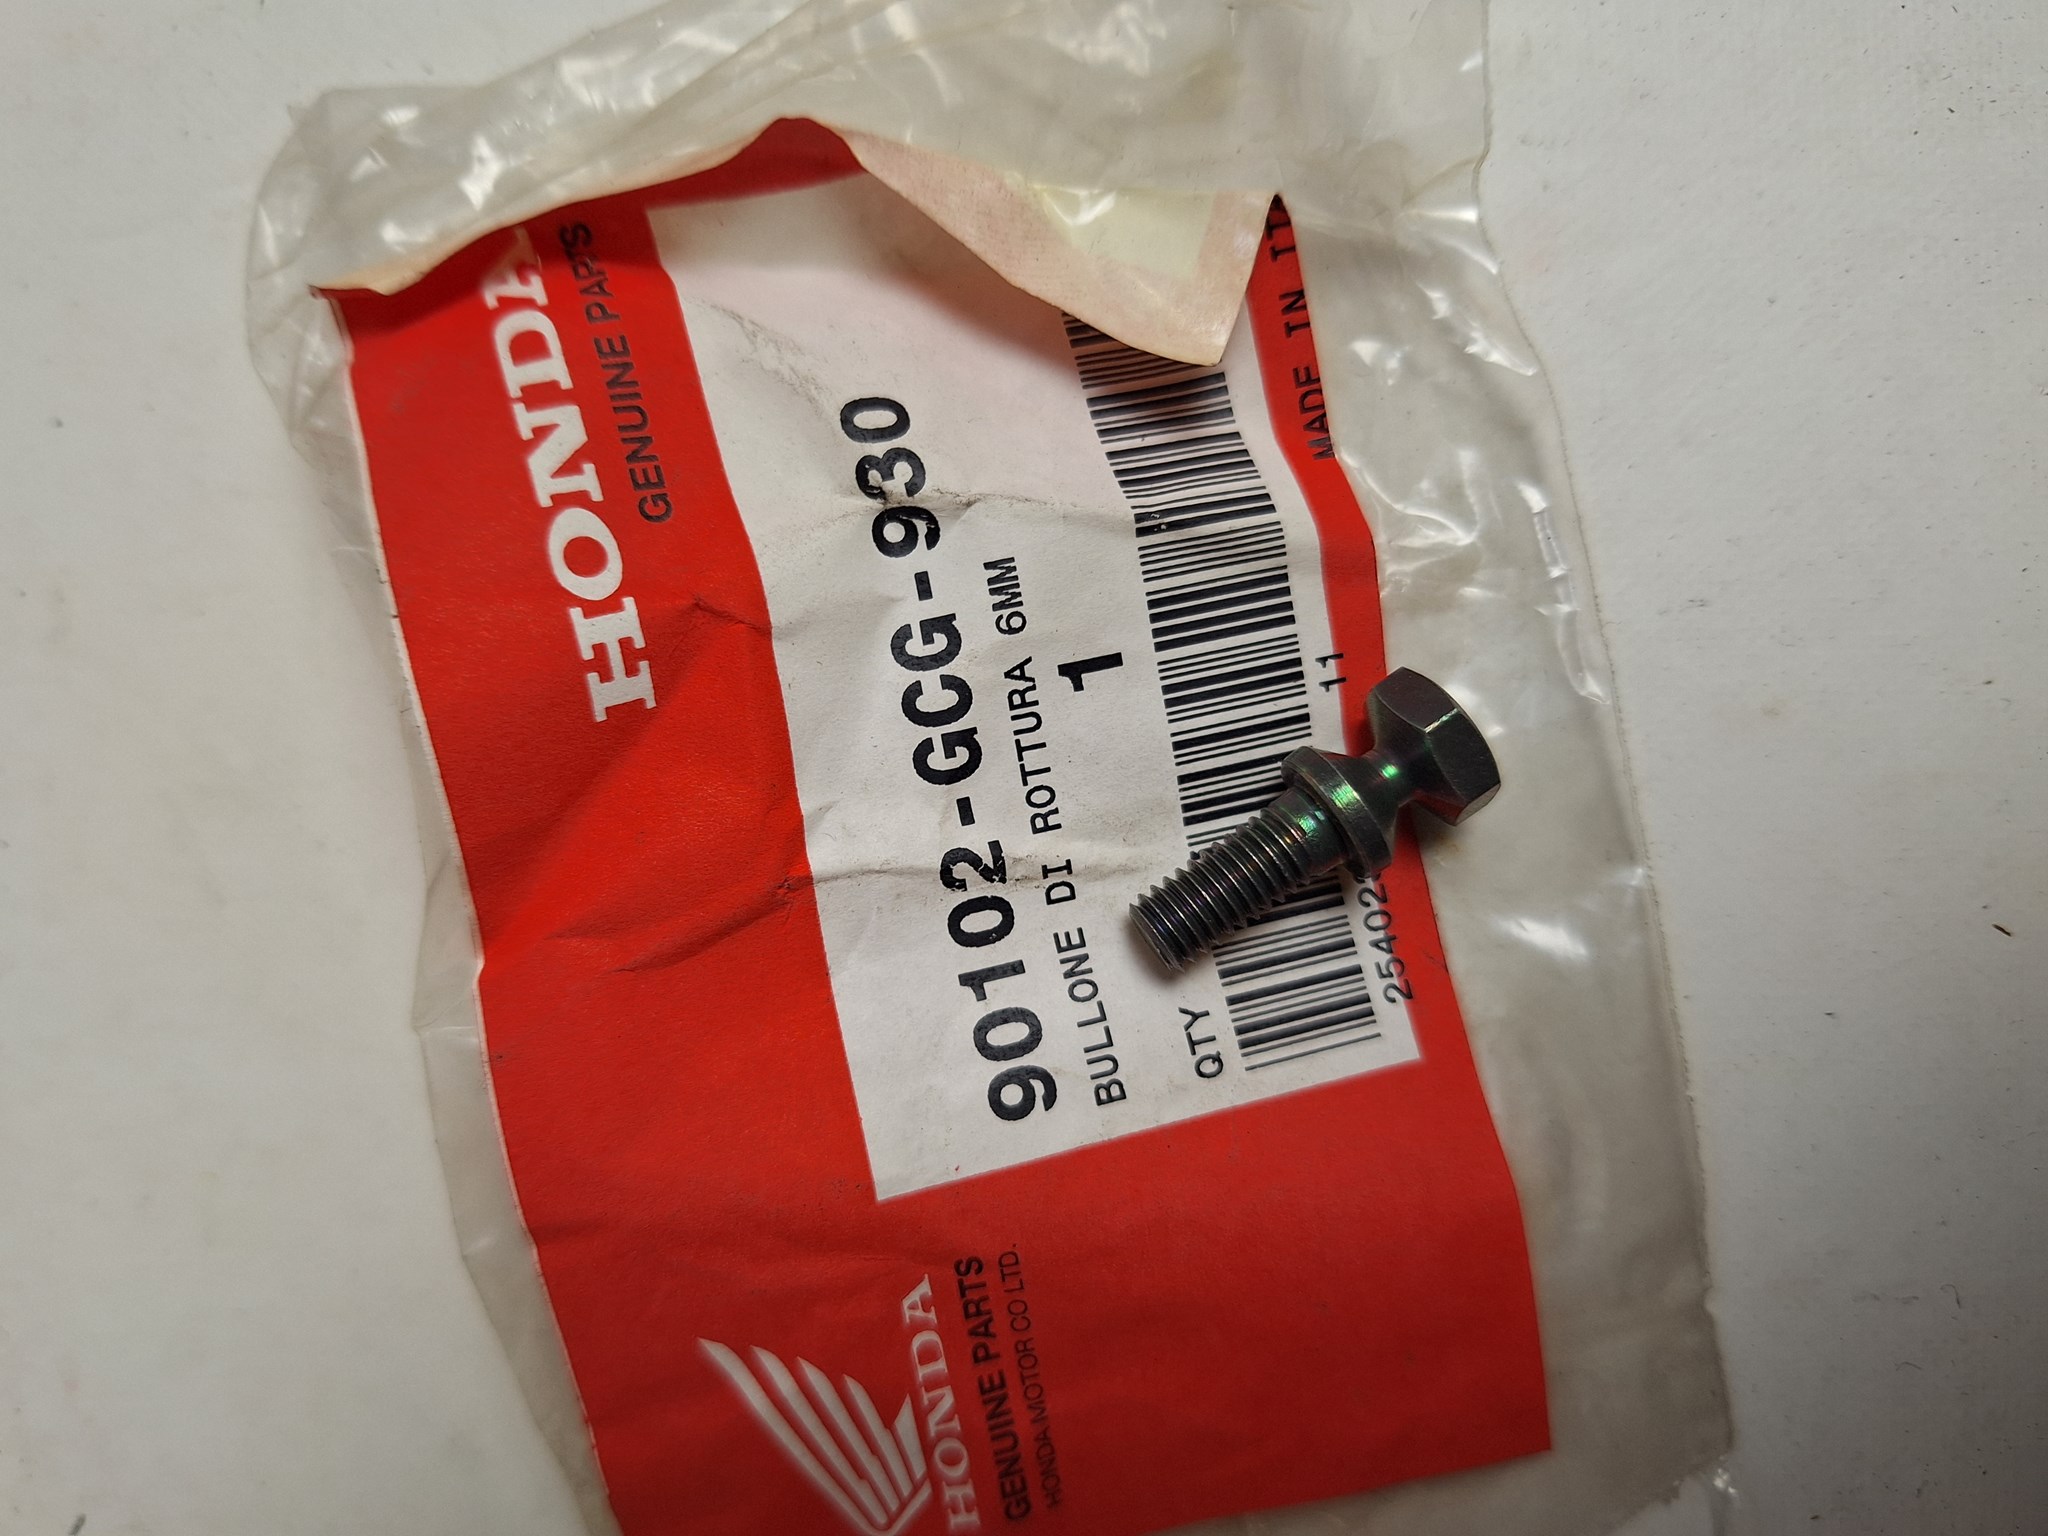 HONDA
GENUINE PARTS
90102-GCG-930
BULLONE DI ROTTURA 6MM
QTY 1
11
MADE IN
HONDA
GENUINE PARTS
HONDA MOTOR CO LTD.